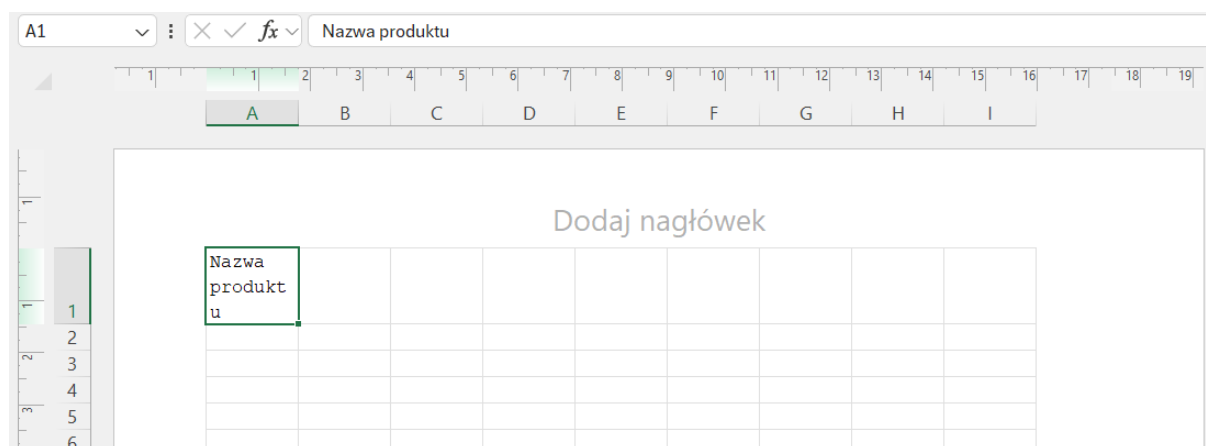 A1 fx Nazwa produktu
1 1 2 3 4 5 6 7 8 9 10 11 12 13 14 15 16 17 18 19
A B C D E F G H I
1
Dodaj nagłówek
Nazwa
produkt
1 1 u
2
2 3
4
3 5
6